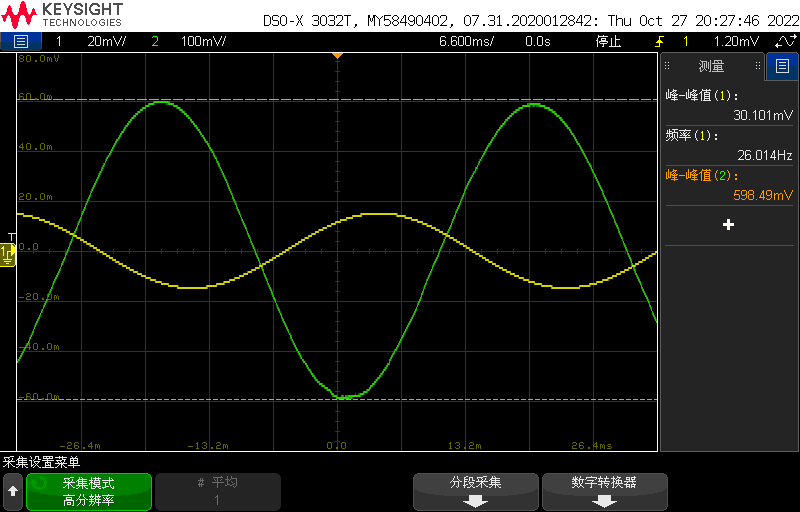 KEYSIGHT
TECHNOLOGIES
DSO-X 3032T, MY58490402, 07.31.2020012842: Thu Oct 27 20:27:46 2022
1 20mV/ 2 100mV/ 6.600ms/ 0.0s 停止 1 1.20mV
80.0mV
60.0m
40.0m
20.0m
T
1
0.0
-20.0m
-40.0m
-60.0m
-26.4m -13.2m 0.0 13.2m 26.4ms
测量
峰-峰值(1):
30.101mV
频率(1):
26.014Hz
峰-峰值(2):
598.49mV
采集设置菜单
采集模式
高分辨率
# 平均
1
分段采集
数字转换器